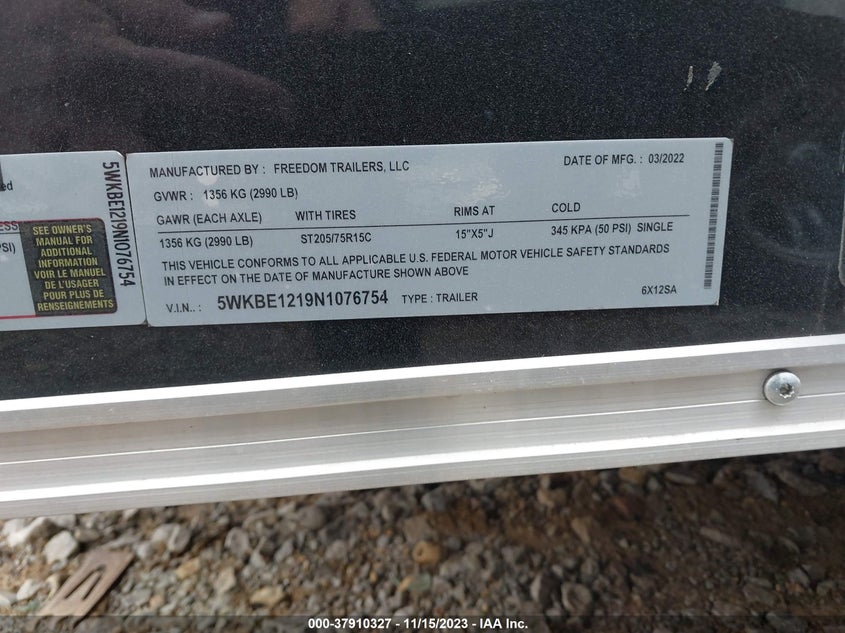 ed
ESS
PSI)
SEE OWNER'S
MANUAL FOR
ADDITIONAL
INFORMATION
VOIR LE MANUEL
DE L'USAGER
POUR PLUS DE
RENSEIGNEMENTS
5WKBE1219N1076754
MANUFACTURED BY : FREEDOM TRAILERS, LLC DATE OF MFG. : 03/2022
GVWR : 1356 KG (2990 LB)
GAWR (EACH AXLE) WITH TIRES RIMS AT COLD
1356 KG (2990 LB) ST205/75R15C 15"X5"J 345 KPA (50 PSI) SINGLE
THIS VEHICLE CONFORMS TO ALL APPLICABLE U.S. FEDERAL MOTOR VEHICLE SAFETY STANDARDS
IN EFFECT ON THE DATE OF MANUFACTURE SHOWN ABOVE
V.I.N.. : 5WKBE1219N1076754 TYPE : TRAILER 6X12SA
000-37910327 - 11/15/2023 - IAA Inc.